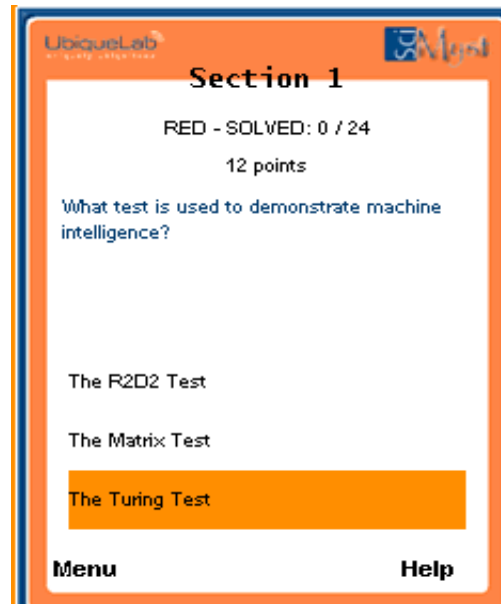 UbiqueLab
Section 1
RED - SOLVED: 0 / 24
12 points
What test is used to demonstrate machine
intelligence?
The R2D2 Test
The Matrix Test
The Turing Test
Menu
Help